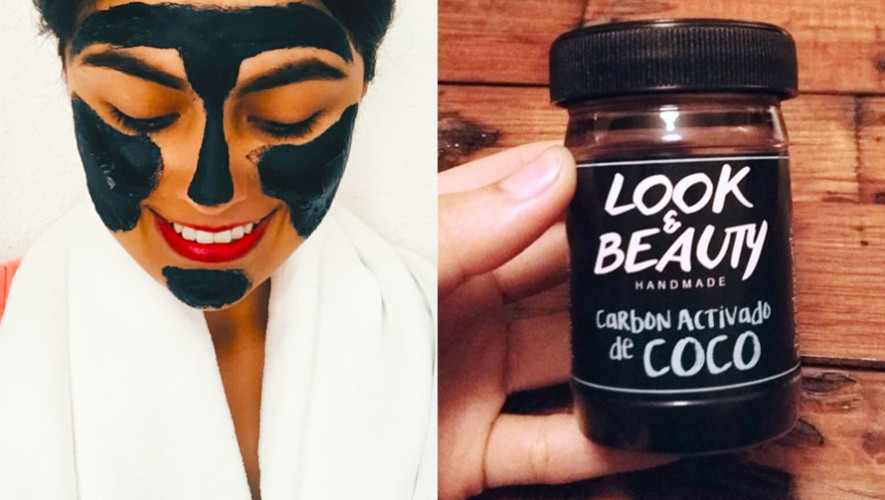 LOOK
&
BEAUTY
HANDMADE
CARBON ACTIVADO
de COCO